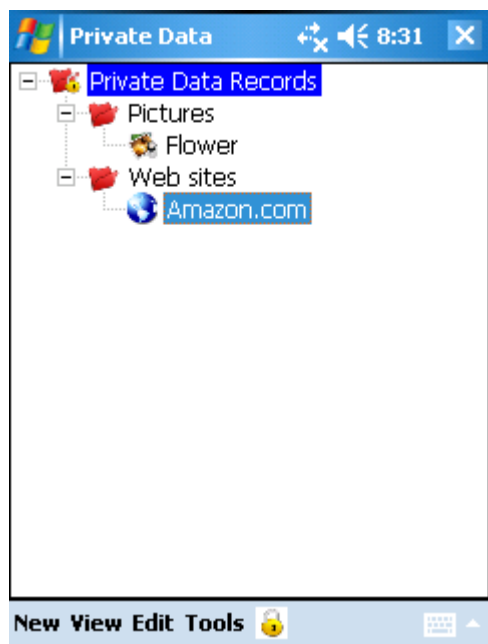 Private Data 8:31
Private Data Records
Pictures
Flower
Web sites
Amazon.com
New View Edit Tools